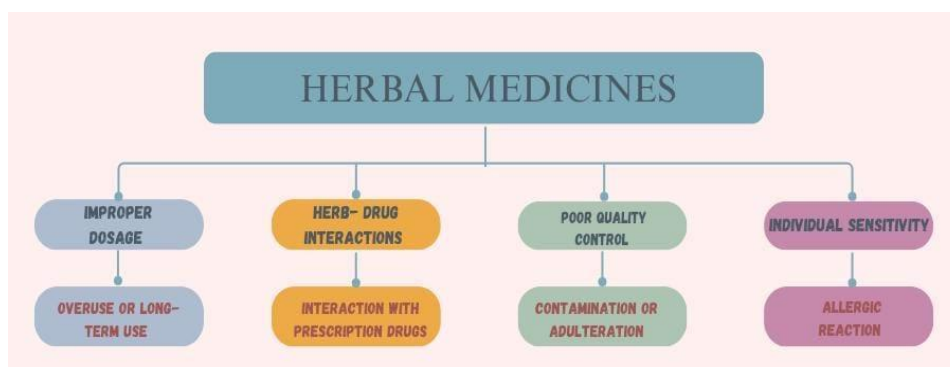 HERBAL MEDICINES
IMPROPER
DOSAGE
HERB- DRUG
INTERACTIONS
POOR QUALITY
CONTROL
INDIVIDUAL SENSITIVITY
OVERUSE OR LONG-
TERM USE
INTERACTION WITH
PRESCRIPTION DRUGS
CONTAMINATION OR
ADULTERATION
ALLERGIC
REACTION